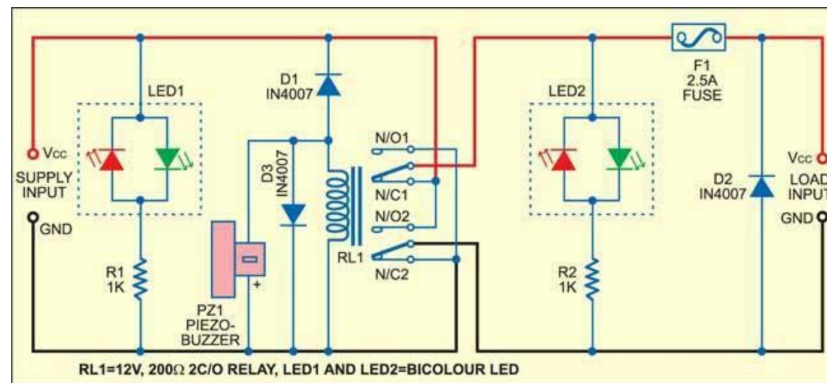 LED1
D1
IN4007
LED2
F1
2.5A
FUSE
N/O1
VCC
SUPPLY
INPUT
GND
D3
IN4007
N/C1
N/O2
RL1
N/C2
VCC
LOAD
INPUT
GND
D2
IN4007
R1
1K
PZ1
PIEZO-
BUZZER
+
R2
1K
RL1=12V, 200Ω 2C/O RELAY, LED1 AND LED2=BICOLOUR LED